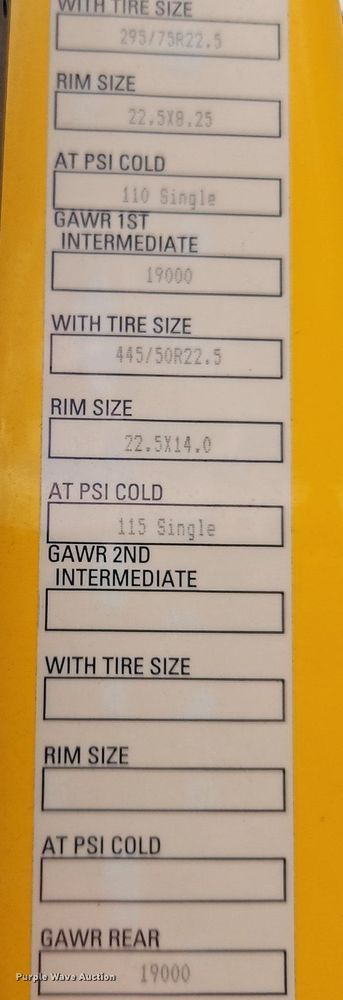 WITH TIRE SIZE
295/75R22.5
RIM SIZE
22.5X8.25
AT PSI COLD
110 Single
GAWR 1ST
INTERMEDIATE
19000
WITH TIRE SIZE
445/50R22.5
RIM SIZE
22.5X14.0
AT PSI COLD
115 Single
GAWR 2ND
INTERMEDIATE
WITH TIRE SIZE
RIM SIZE
AT PSI COLD
GAWR REAR
19000
Purple Wave Auction